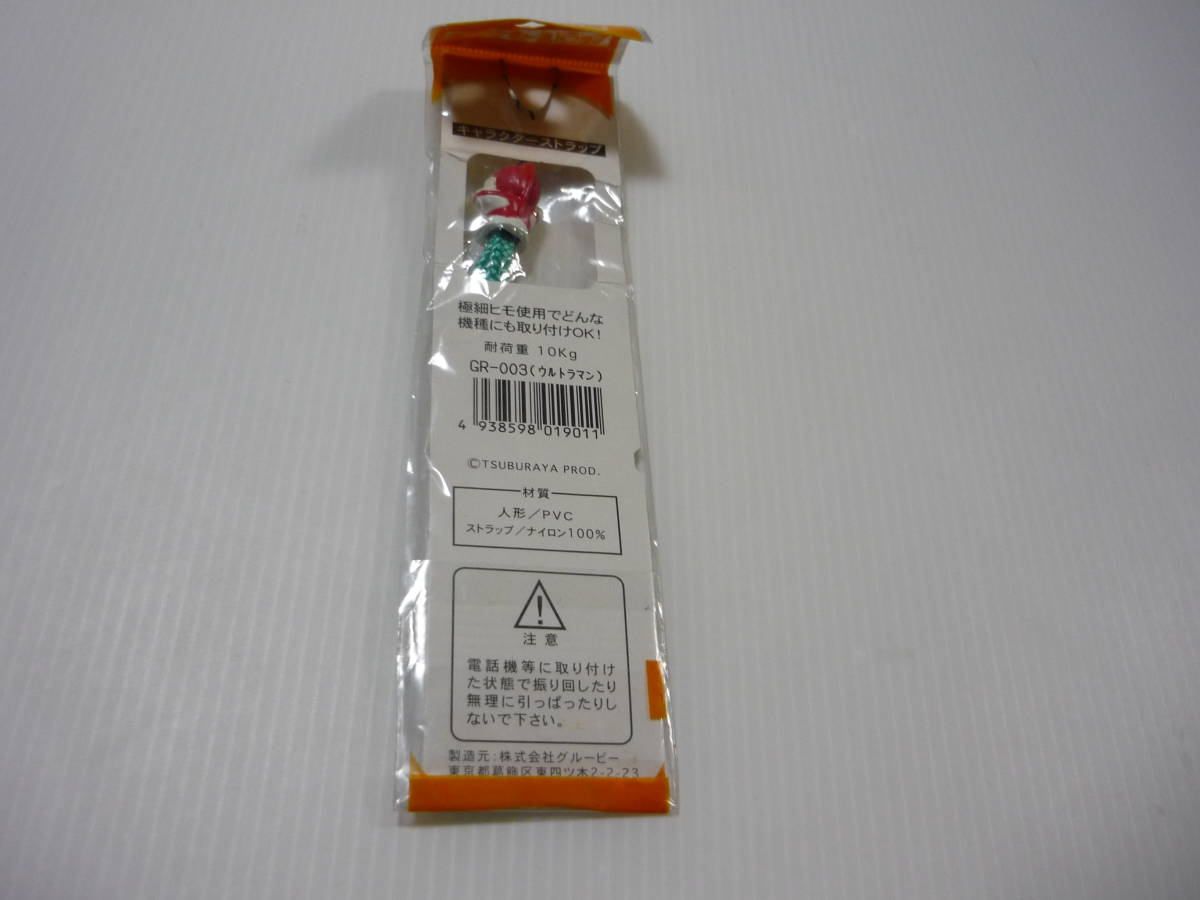 キャラクターストラップ
極細ヒモ使用でどんな
機種にも取り付けOK!
耐荷重 10Kg
GR-003(ウルトラマン)
4 938598 019011
©TSUBURAYA PROD.
材質
人形/PVC
ストラップ/ナイロン100%
注意
電話機等に取り付け
た状態で振り回したり
無理に引っぱったりし
ないで下さい。
製造元:株式会社グルービー
東京都葛飾区東四ツ木2-2-23